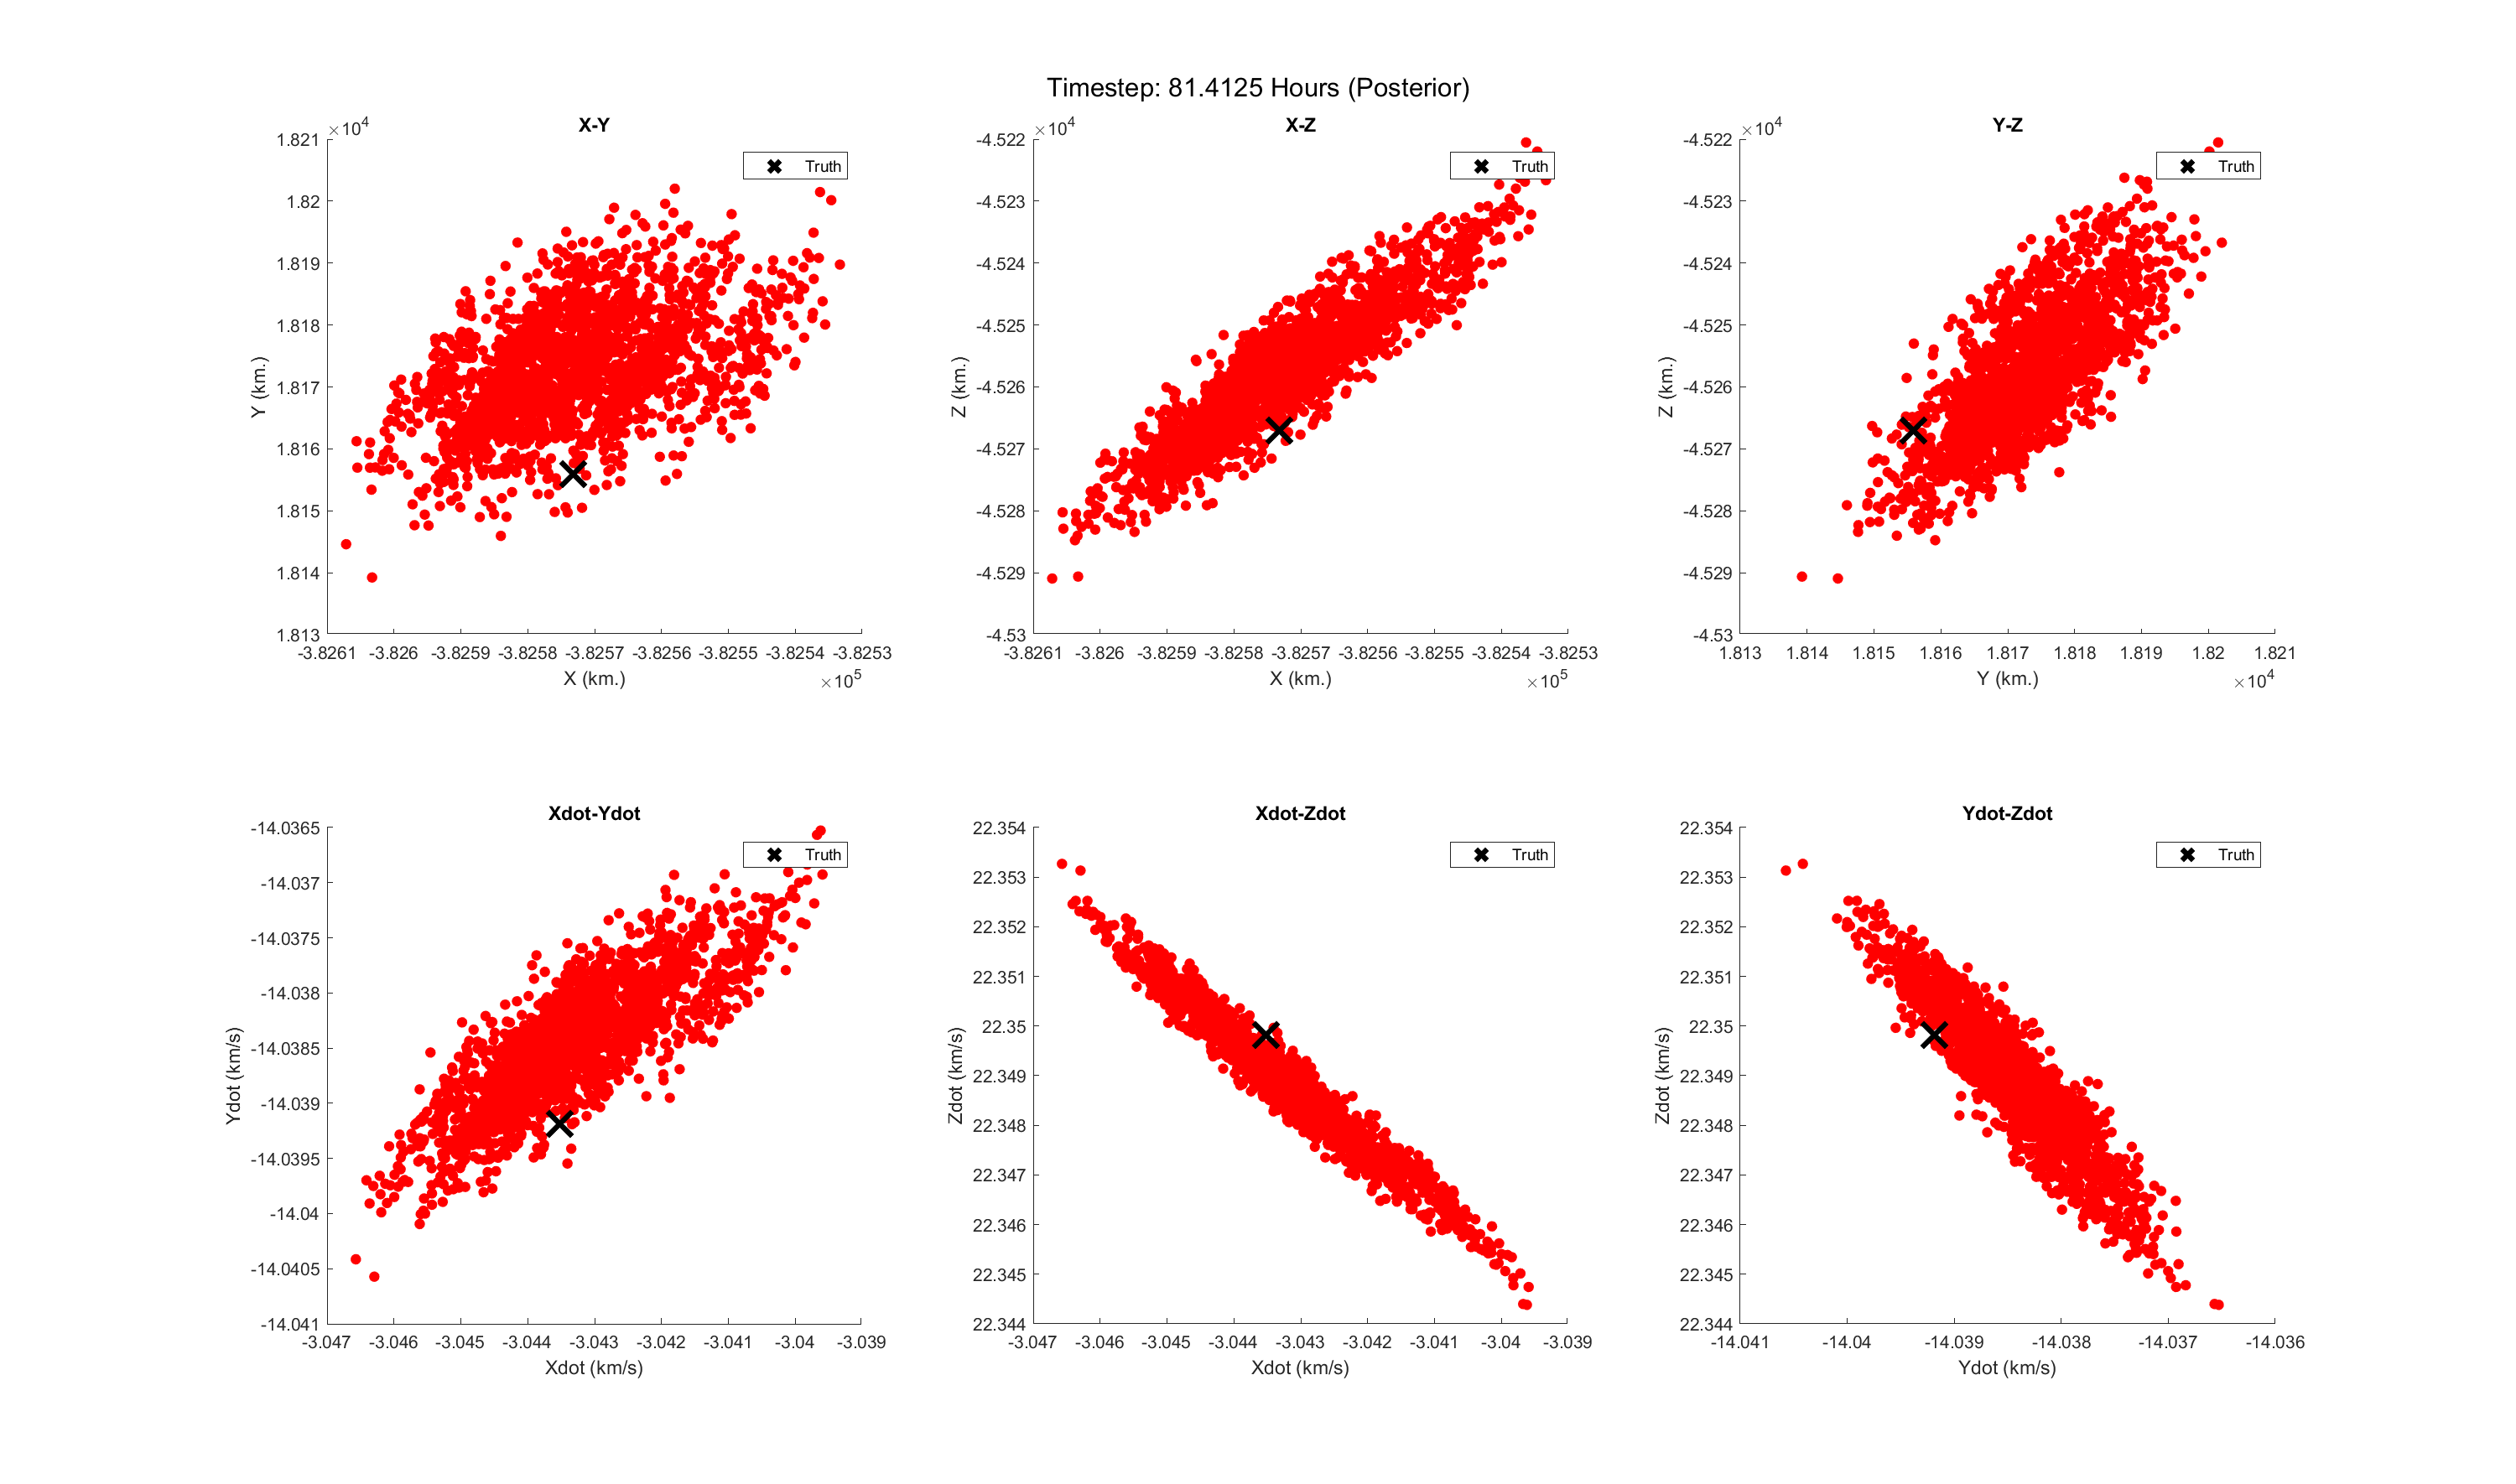 Timestep: 81.4125 Hours (Posterior)
X-Y
×10⁴
1.821
1.82
1.819
1.818
1.817
1.816
1.815
1.814
1.813
Y (km.)
Truth
-3.8261 -3.826 -3.8259 -3.8258 -3.8257 -3.8256 -3.8255 -3.8254 -3.8253
X (km.)
×10⁵
X-Z
×10⁴
-4.522
-4.523
-4.524
-4.525
-4.526
-4.527
-4.528
-4.529
-4.53
Z (km.)
Truth
-3.8261 -3.826 -3.8259 -3.8258 -3.8257 -3.8256 -3.8255 -3.8254 -3.8253
X (km.)
×10⁵
Y-Z
×10⁴
-4.522
-4.523
-4.524
-4.525
-4.526
-4.527
-4.528
-4.529
-4.53
Z (km.)
Truth
1.813 1.814 1.815 1.816 1.817 1.818 1.819 1.82 1.821
Y (km.)
×10⁴
Xdot-Ydot
-14.0365
-14.037
-14.0375
-14.038
-14.0385
-14.039
-14.0395
-14.04
-14.0405
-14.041
Ydot (km/s)
Truth
-3.047 -3.046 -3.045 -3.044 -3.043 -3.042 -3.041 -3.04 -3.039
Xdot (km/s)
Xdot-Zdot
22.354
22.353
22.352
22.351
22.35
22.349
22.348
22.347
22.346
22.345
22.344
Zdot (km/s)
Truth
-3.047 -3.046 -3.045 -3.044 -3.043 -3.042 -3.041 -3.04 -3.039
Xdot (km/s)
Ydot-Zdot
22.354
22.353
22.352
22.351
22.35
22.349
22.348
22.347
22.346
22.345
22.344
Zdot (km/s)
Truth
-14.041 -14.04 -14.039 -14.038 -14.037 -14.036
Ydot (km/s)